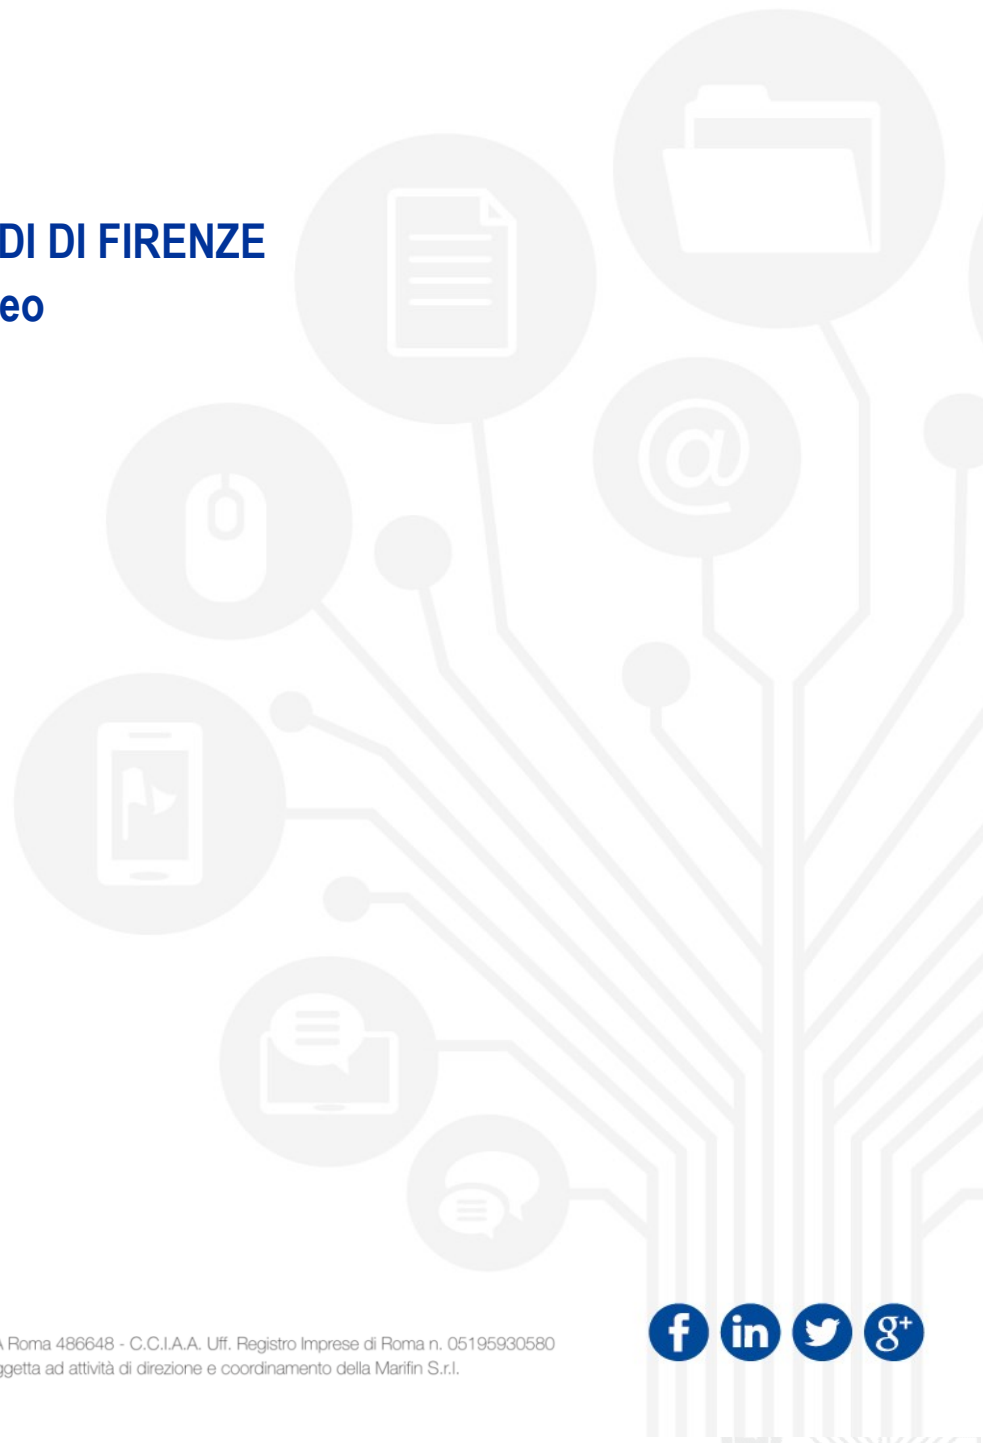 DI DI FIRENZE
eo
Roma 486648 - C.C.I.A.A. Uff. Registro Imprese di Roma n. 05195930580
ggetta ad attività di direzione e coordinamento della Marifin S.r.l.
@
f in g+